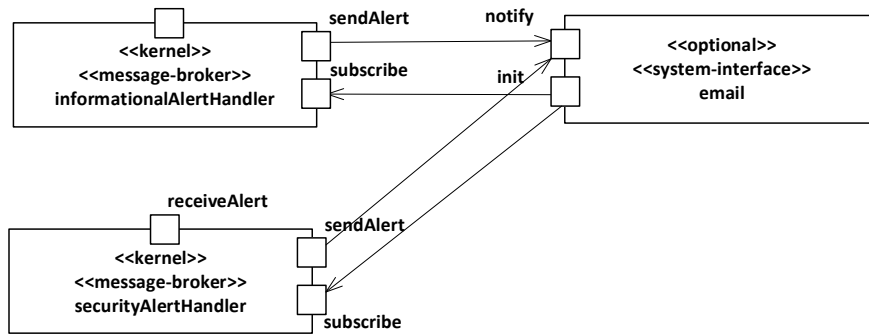 sendAlert
notify
<<kernel>>
<<message-broker>>
informationalAlertHandler
subscribe
init
<<optional>>
<<system-interface>>
email
receiveAlert
sendAlert
<<kernel>>
<<message-broker>>
securityAlertHandler
subscribe